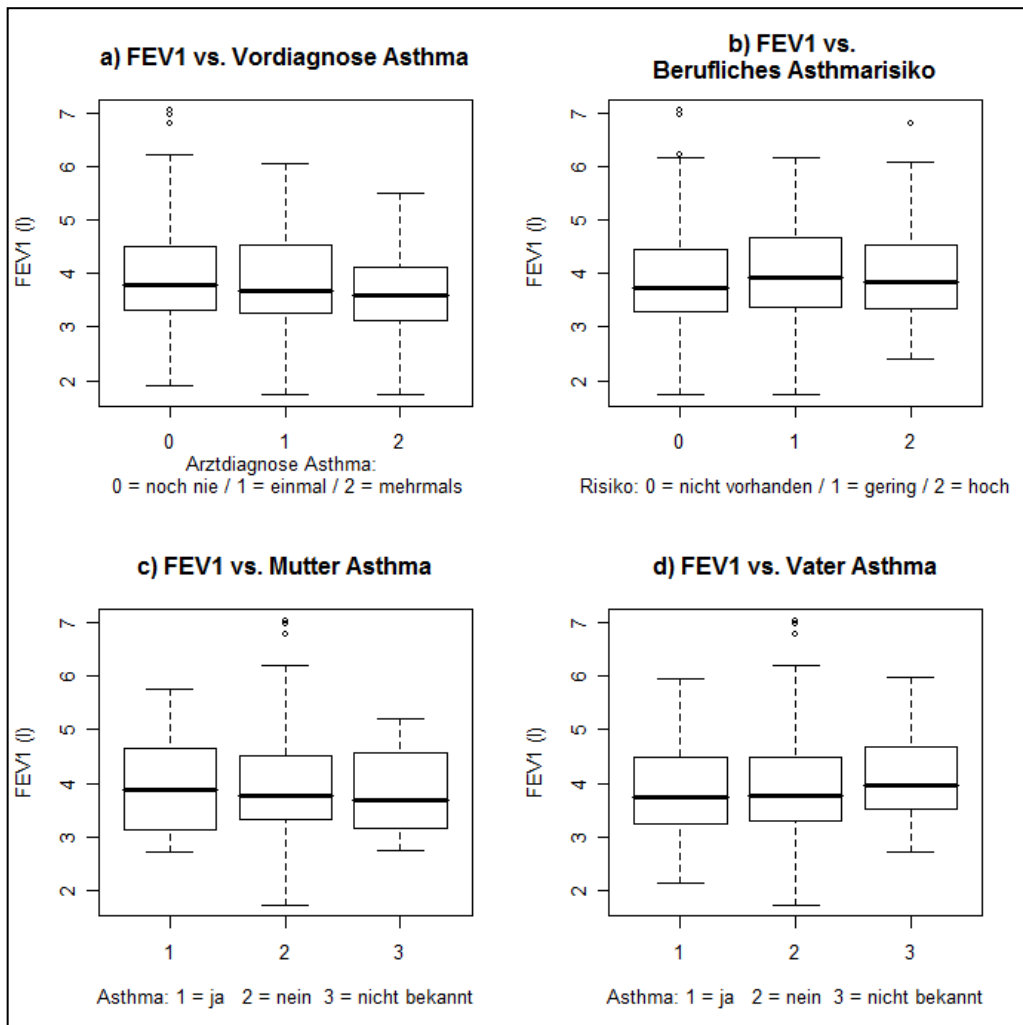 a) FEV1 vs. Vordiagnose Asthma
FEV1 (l)
7
6
5
4
3
2
0 1 2
Arztdiagnose Asthma:
0 = noch nie / 1 = einmal / 2 = mehrmals
b) FEV1 vs.
Berufliches Asthmarisiko
FEV1 (l)
7
6
5
4
3
2
0 1 2
Risiko: 0 = nicht vorhanden / 1 = gering / 2 = hoch
c) FEV1 vs. Mutter Asthma
FEV1 (l)
7
6
5
4
3
2
1 2 3
Asthma: 1 = ja 2 = nein 3 = nicht bekannt
d) FEV1 vs. Vater Asthma
FEV1 (l)
7
6
5
4
3
2
1 2 3
Asthma: 1 = ja 2 = nein 3 = nicht bekannt